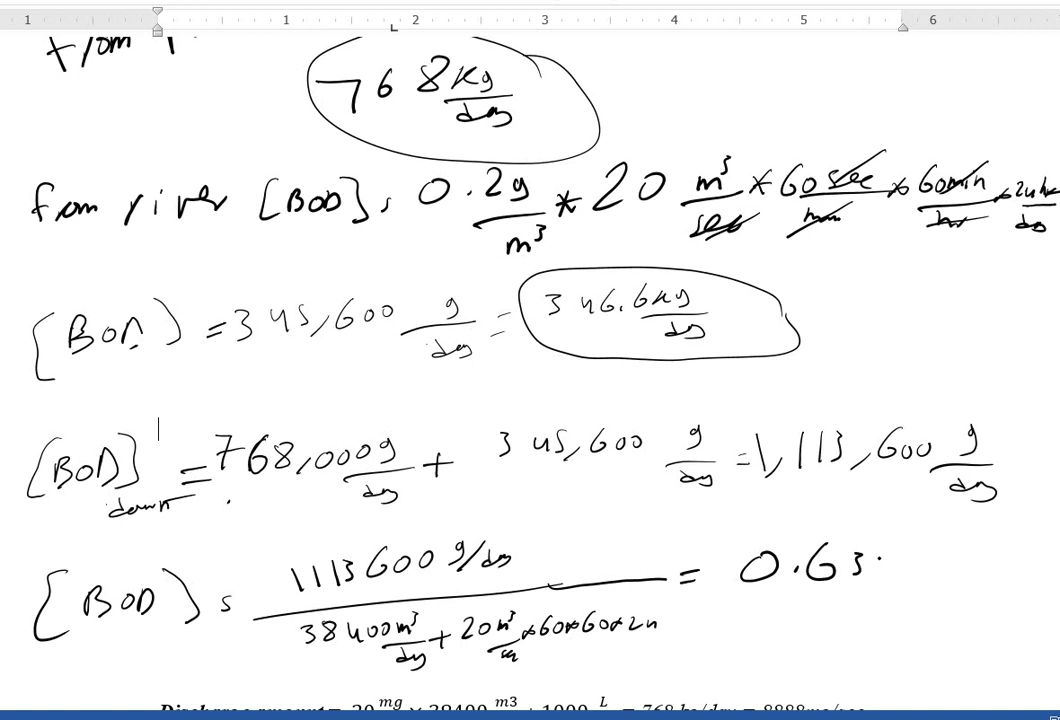 1 1 2 3 4 5 6
from
768 kg/day
from river [BOD] = 0.2 g/m³ * 20 m³/sec * 60 sec/min * 60 min/hr * 24 hr/day
[BOD] = 345,600 g/day = 346.6 kg/day
[BOD]down = 768,000 g/day + 345,600 g/day = 1,113,600 g/day
[BOD] = 1113600 g/day / 38400 m³/day + 20 m³/sec * 60 * 60 * 24 = 0.63.